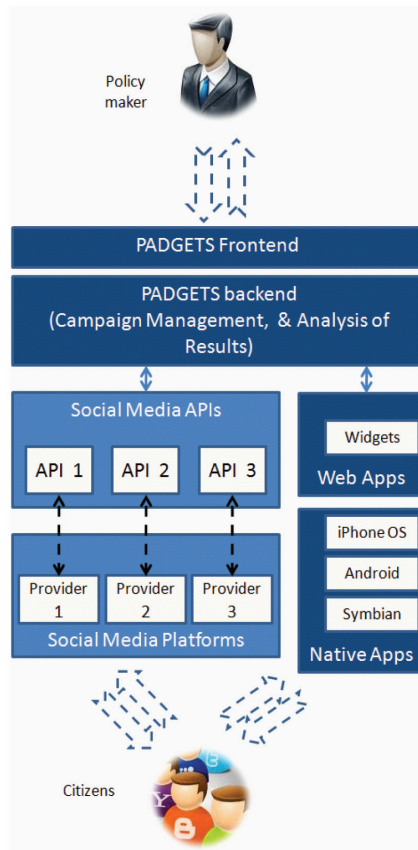 Policy
maker
PADGETS Frontend
PADGETS backend
(Campaign Management, & Analysis of
Results)
Social Media APIs
API 1
API 2
API 3
Widgets
Web Apps
iPhone OS
Android
Symbian
Native Apps
Provider
1
Provider
2
Provider
3
Social Media Platforms
Citizens